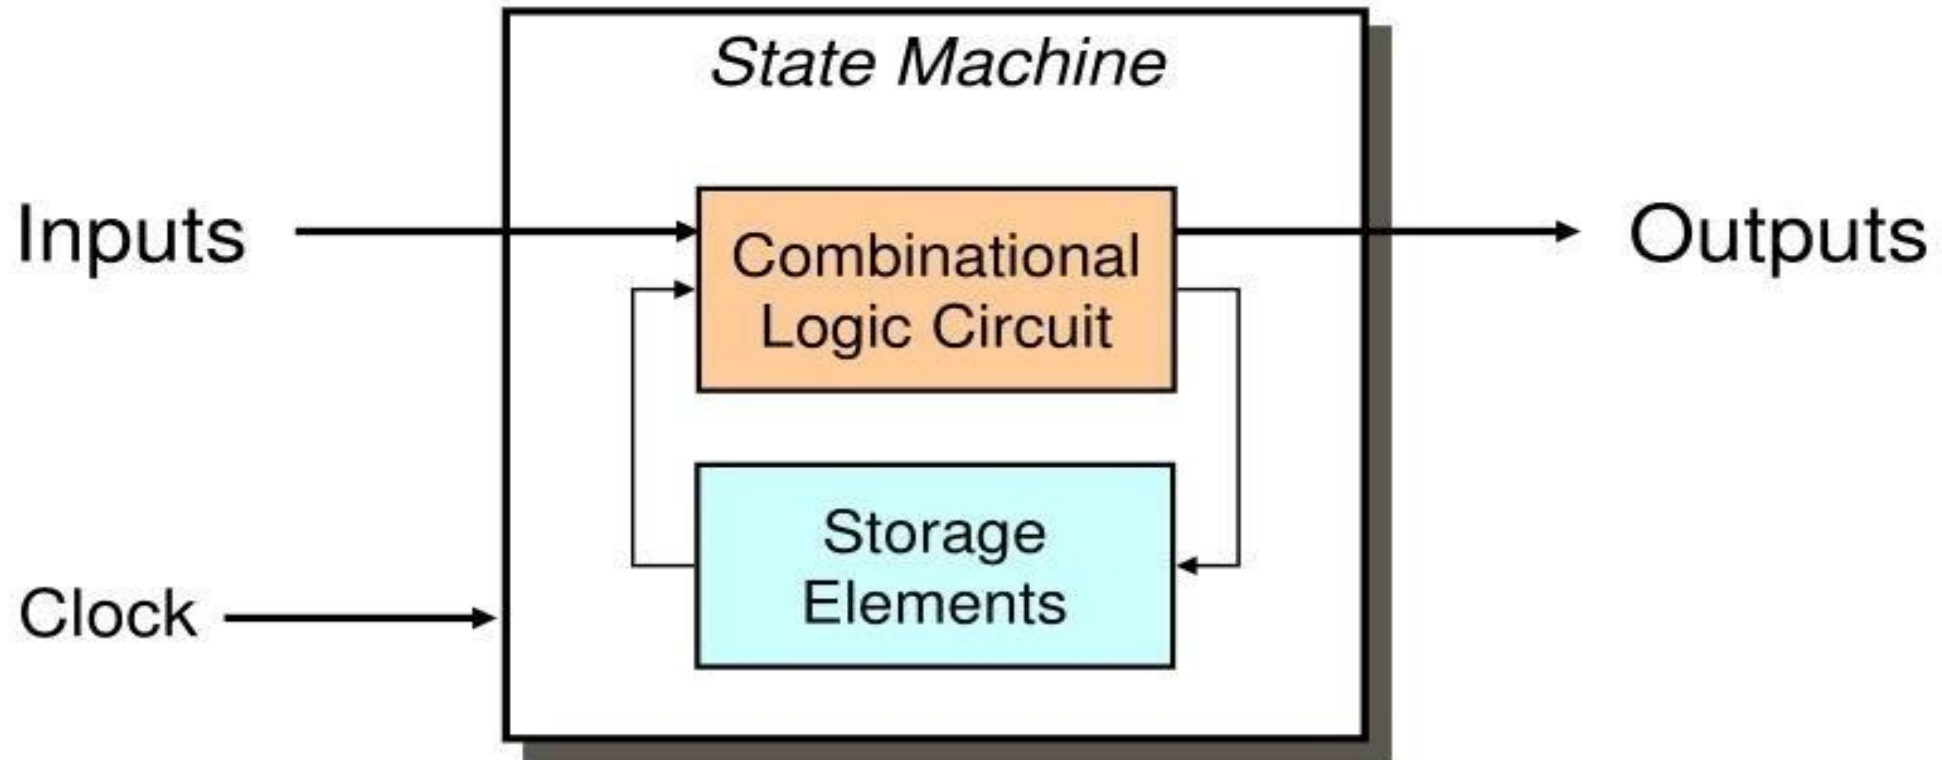 State Machine
Inputs
Combinational
Logic Circuit
Outputs
Storage
Elements
Clock